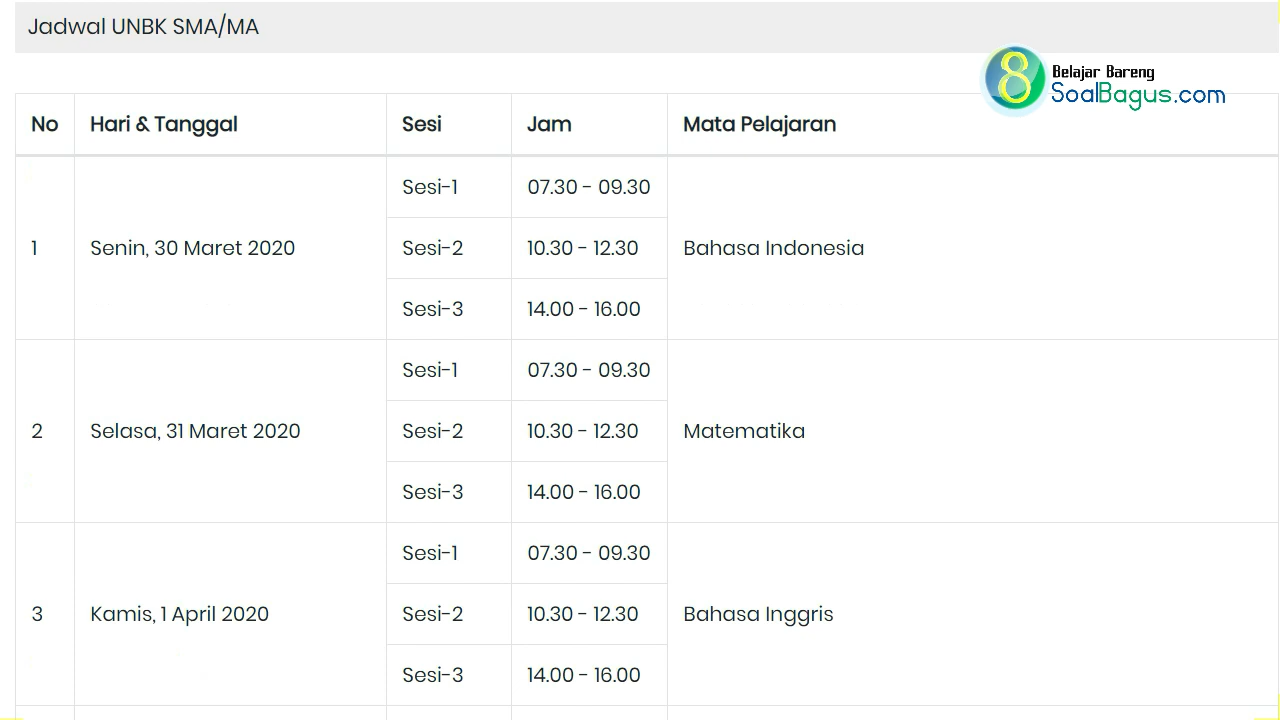 Jadwal UNBK SMA/MA
8 Belajar Bareng
SoalBagus.com
No Hari & Tanggal Sesi Jam Mata Pelajaran
Sesi-1 07.30 - 09.30
1 Senin, 30 Maret 2020 Sesi-2 10.30 - 12.30 Bahasa Indonesia
Sesi-3 14.00 - 16.00
Sesi-1 07.30 - 09.30
2 Selasa, 31 Maret 2020 Sesi-2 10.30 - 12.30 Matematika
Sesi-3 14.00 - 16.00
Sesi-1 07.30 - 09.30
3 Kamis, 1 April 2020 Sesi-2 10.30 - 12.30 Bahasa Inggris
Sesi-3 14.00 - 16.00